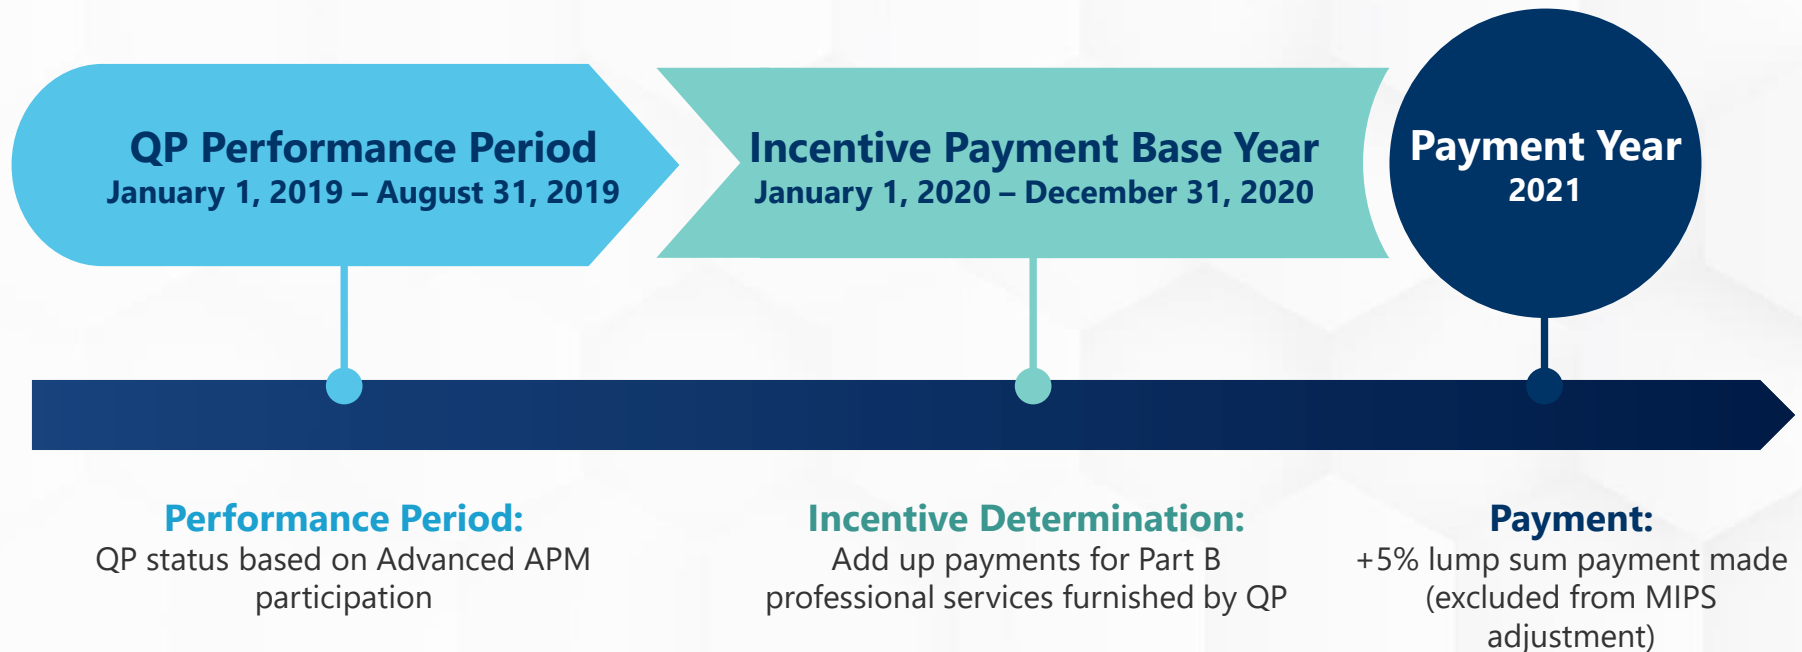 QP Performance Period
January 1, 2019 – August 31, 2019
Incentive Payment Base Year
January 1, 2020 – December 31, 2020
Payment Year
2021
Performance Period:
QP status based on Advanced APM
participation
Incentive Determination:
Add up payments for Part B
professional services furnished by QP
Payment:
+5% lump sum payment made
(excluded from MIPS
adjustment)